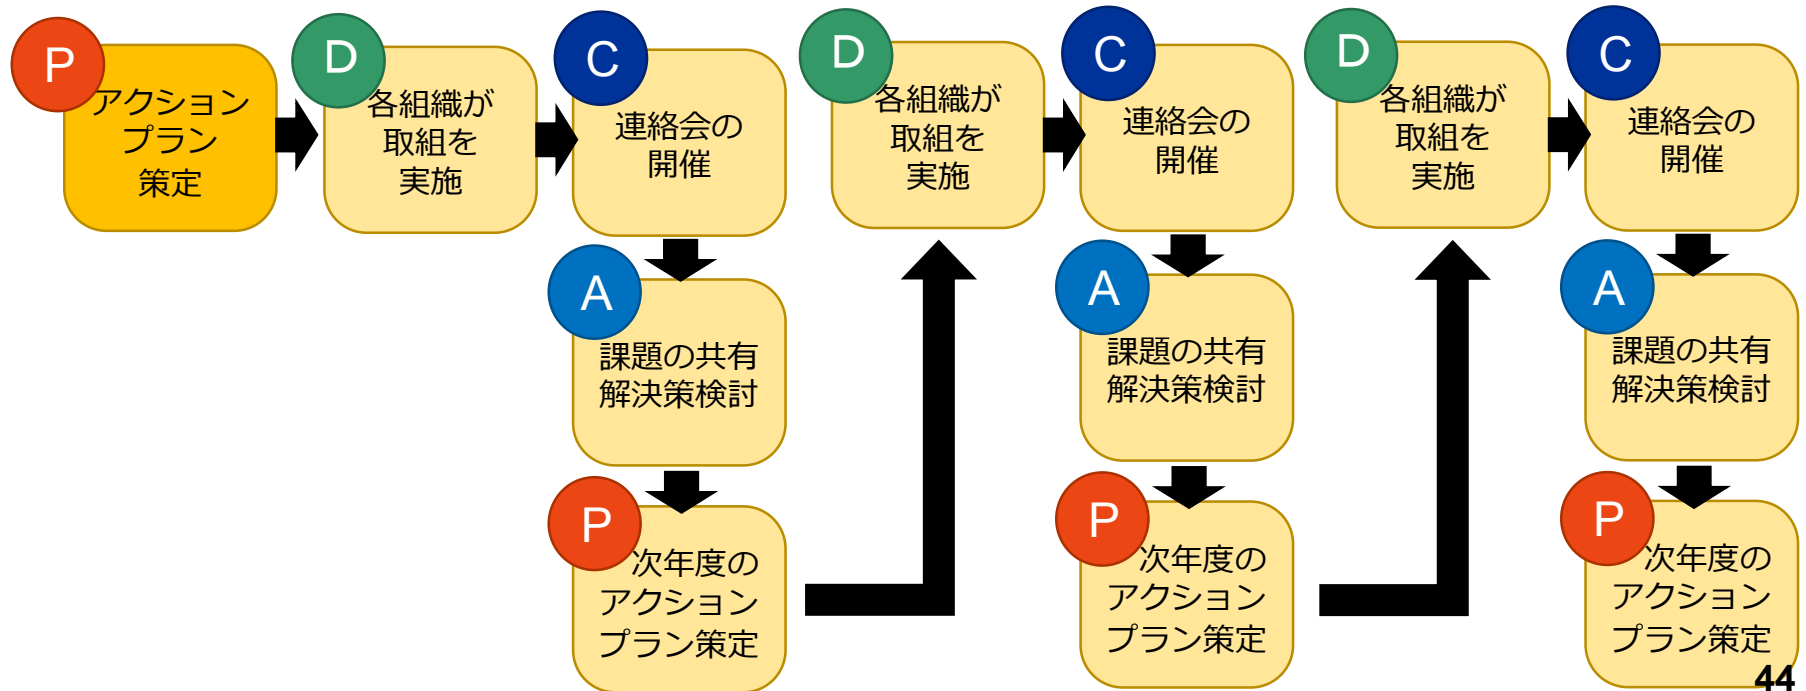 P
アクション
プラン
策定
D
各組織が
取組を
実施
C
連絡会の
開催
A
課題の共有
解決策検討
P
次年度の
アクション
プラン策定
D
各組織が
取組を
実施
C
連絡会の
開催
A
課題の共有
解決策検討
P
次年度の
アクション
プラン策定
D
各組織が
取組を
実施
C
連絡会の
開催
A
課題の共有
解決策検討
P
次年度の
アクション
プラン策定
44